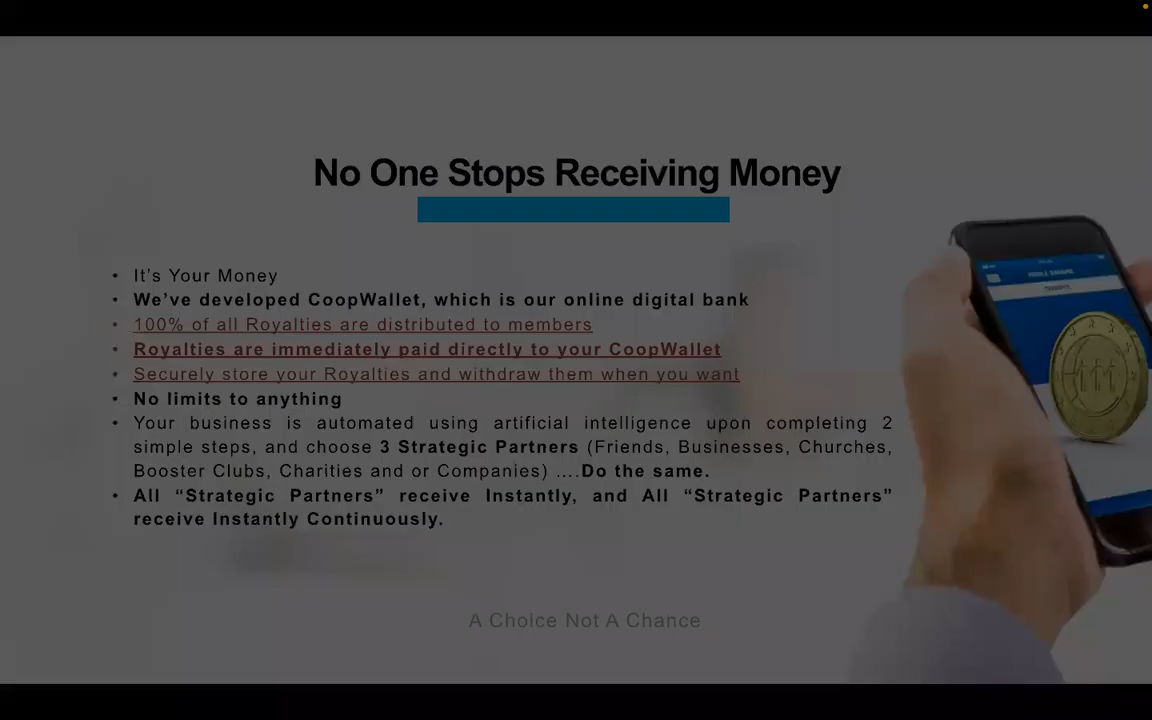 No One Stops Receiving Money
• It’s Your Money
• We’ve developed CoopWallet, which is our online digital bank
• 100% of all Royalties are distributed to members
• Royalties are immediately paid directly to your CoopWallet
• Securely store your Royalties and withdraw them when you want
• No limits to anything
• Your business is automated using artificial intelligence upon completing 2
simple steps, and choose 3 Strategic Partners (Friends, Businesses, Churches,
Booster Clubs, Charities and or Companies) ….Do the same.
• All “Strategic Partners” receive Instantly, and All “Strategic Partners”
receive Instantly Continuously.
A Choice Not A Chance